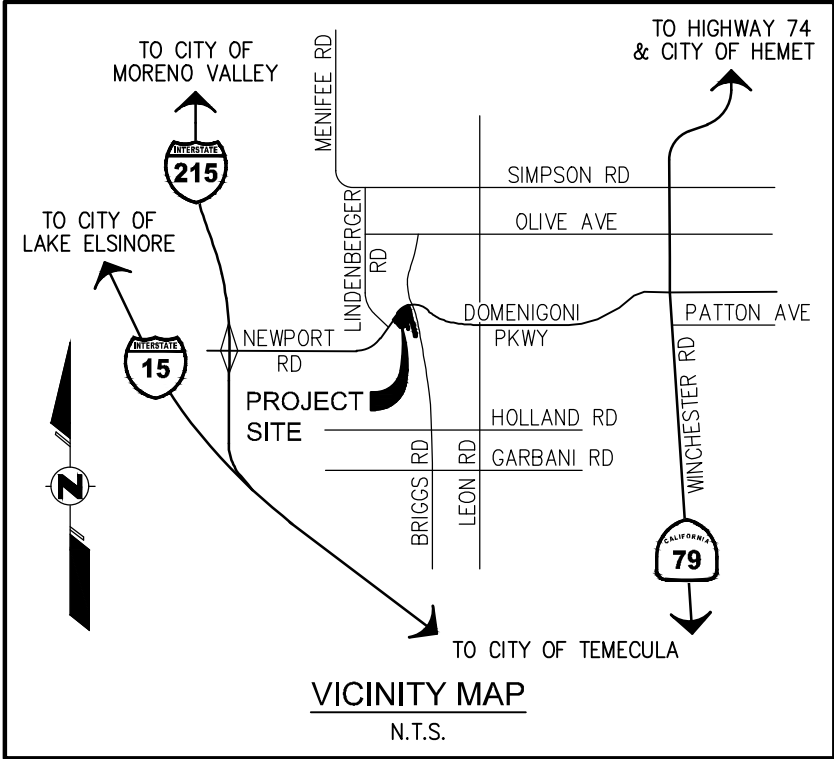 TO CITY OF
MORENO VALLEY
MENIFEE RD
TO HIGHWAY 74
& CITY OF HEMET
INTERSTATE
215
SIMPSON RD
TO CITY OF
LAKE ELSINORE
LINDENBERGER
RD
OLIVE AVE
INTERSTATE
15
NEWPORT
RD
DOMENIGONI
PKWY
PATTON AVE
PROJECT
SITE
HOLLAND RD
GARBANI RD
BRIGGS RD
LEON RD
WINCHESTER RD
N
CALIFORNIA
79
TO CITY OF TEMECULA
VICINITY MAP
N.T.S.